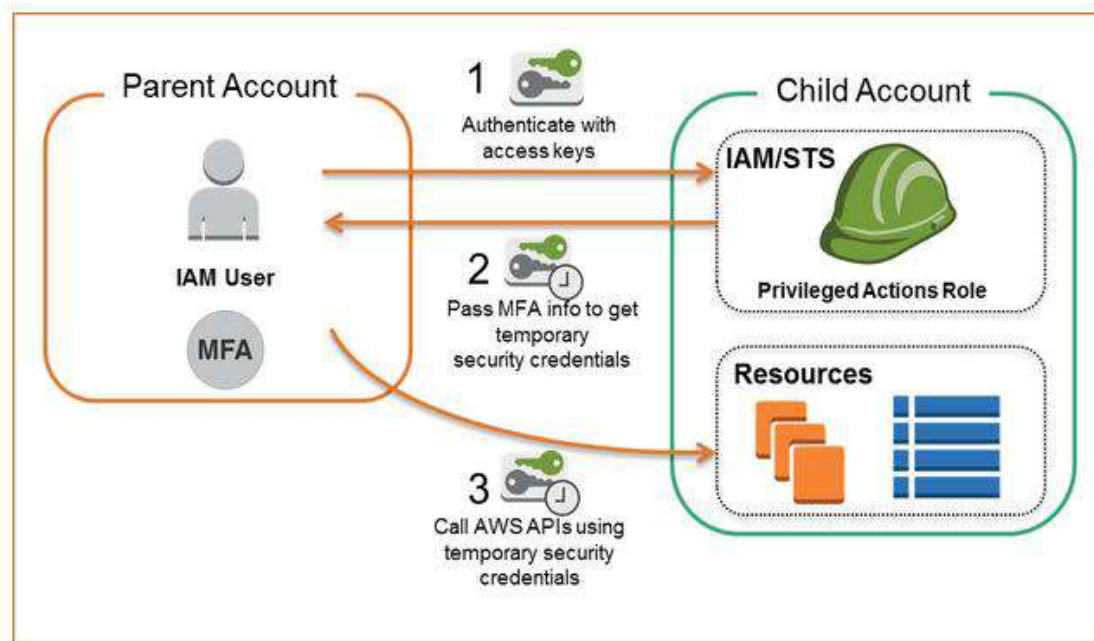 Parent Account
1
Authenticate with
access keys
Child Account
IAM/STS
Privileged Actions Role
IAM User
MFA
2
Pass MFA info to get
temporary
security credentials
Resources
3
Call AWS APIs using
temporary security
credentials